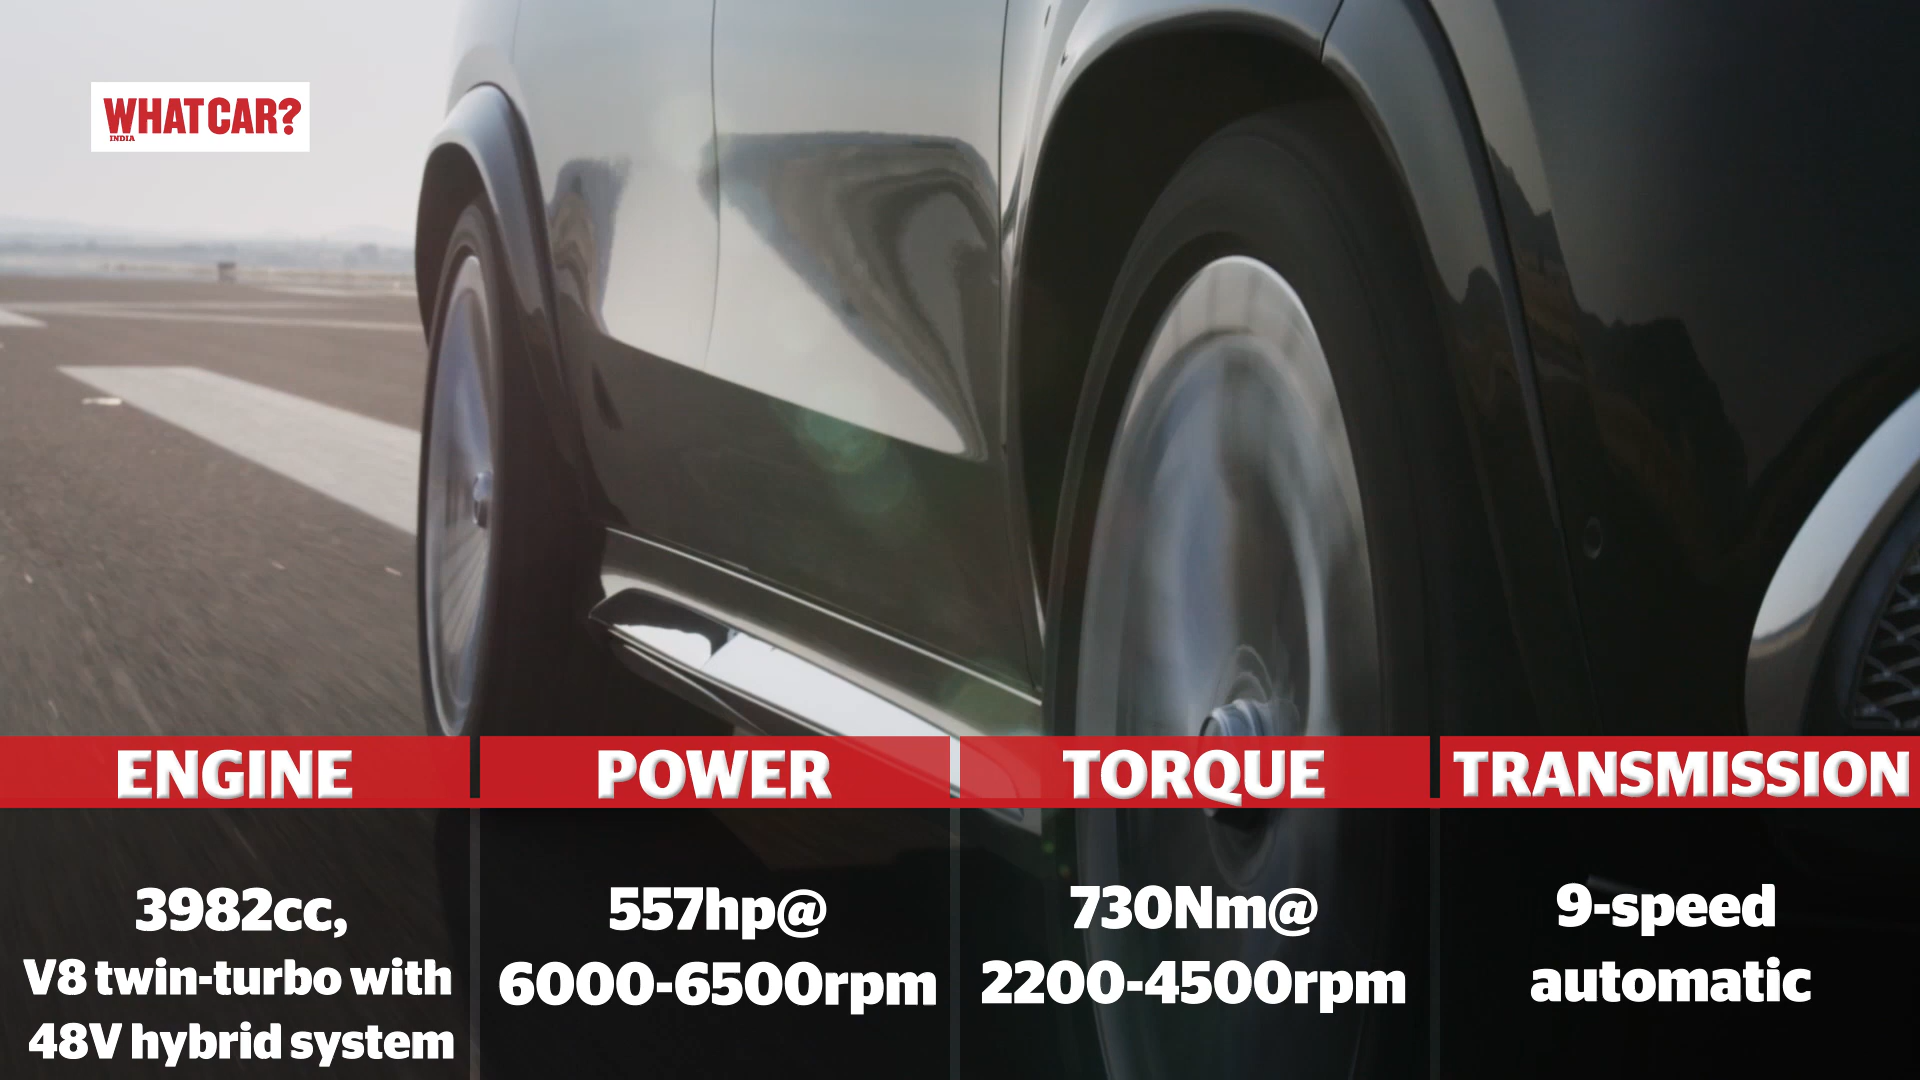 WHAT CAR?
INDIA
ENGINE
3982cc,
V8 twin-turbo with
48V hybrid system
POWER
557hp@
6000-6500rpm
TORQUE
730Nm@
2200-4500rpm
TRANSMISSION
9-speed
automatic